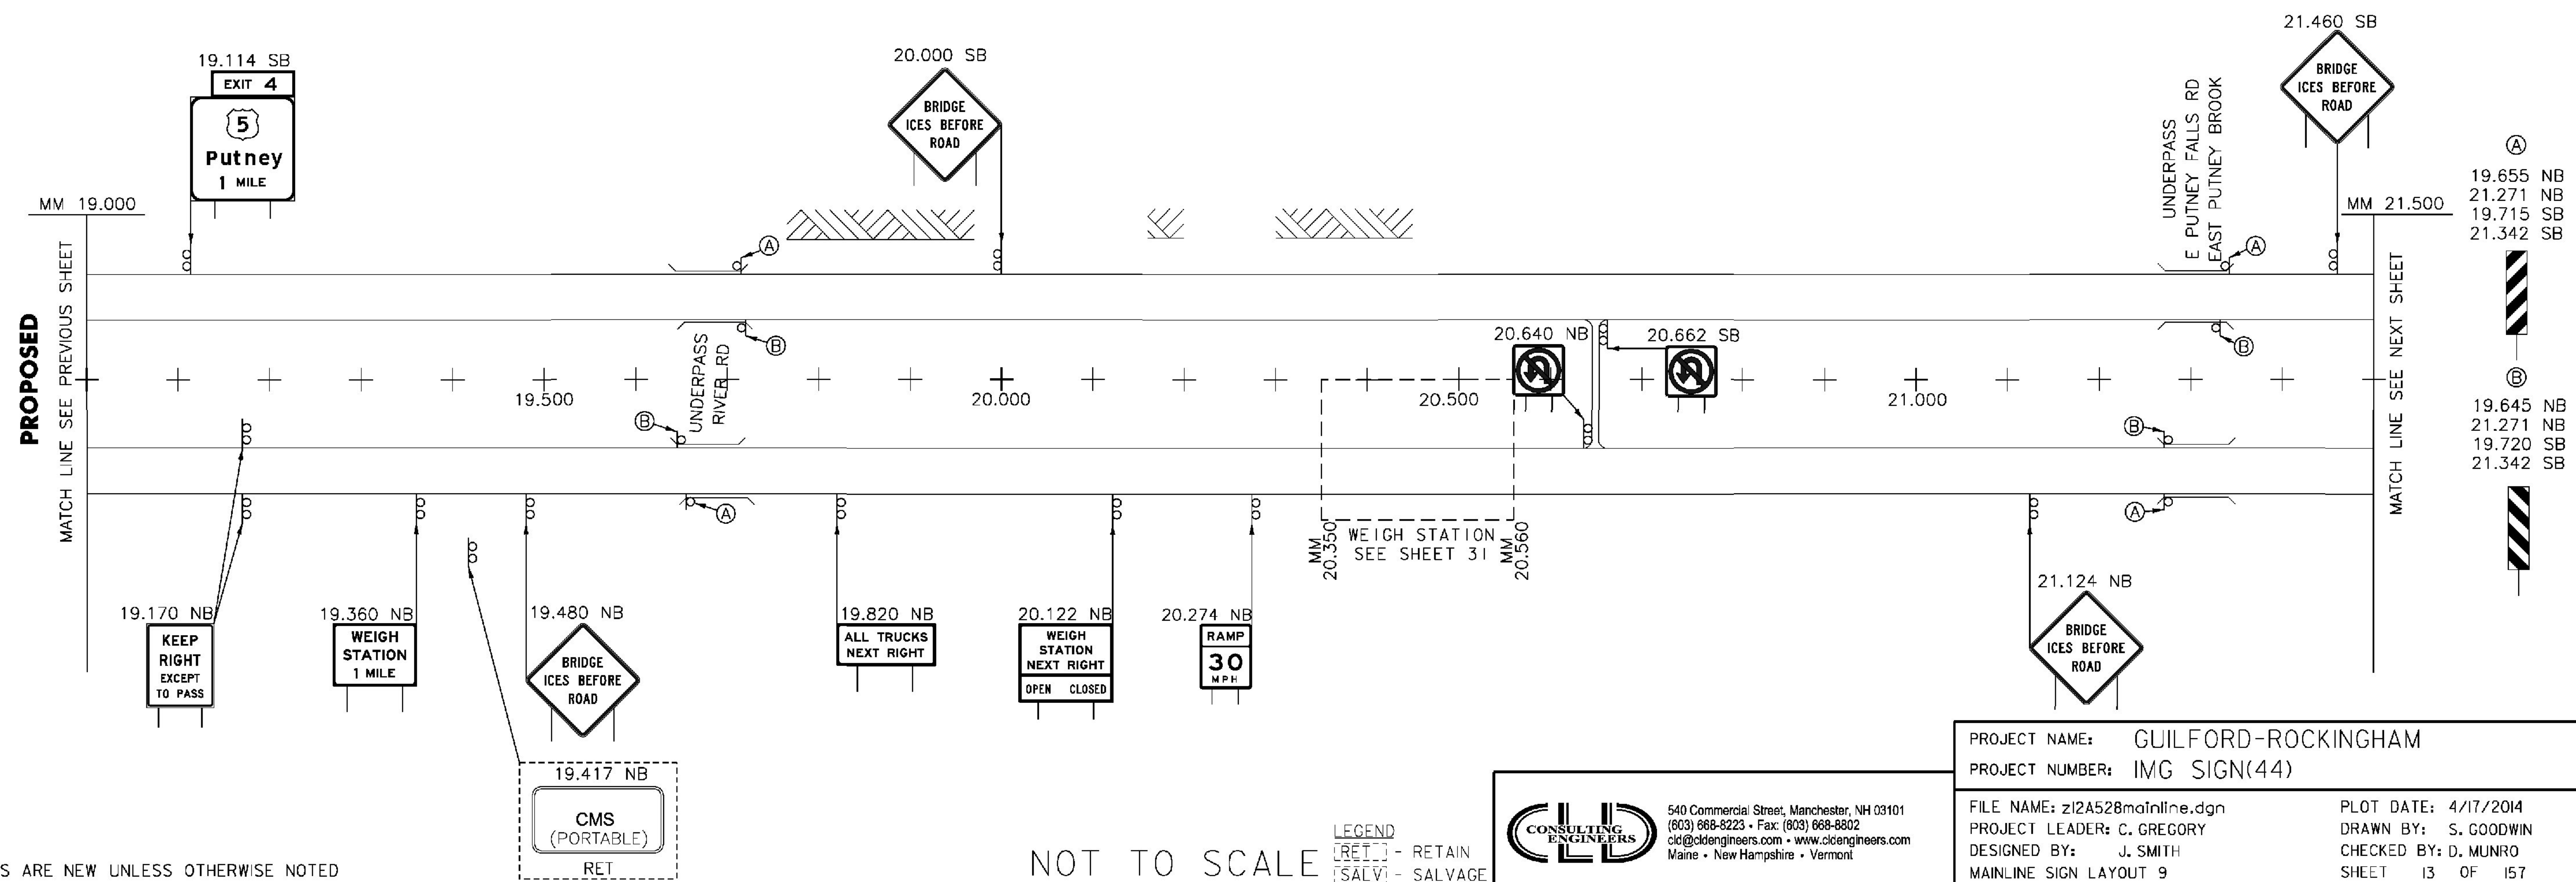 PROPOSED
MATCH LINE SEE PREVIOUS SHEET
MM 19.000
19.114 SB
EXIT 4
5
Putney
1 MILE
20.000 SB
BRIDGE
ICES BEFORE
ROAD
21.460 SB
BRIDGE
ICES BEFORE
ROAD
UNDERPASS
E PUTNEY FALLS RD
EAST PUTNEY BROOK
MM 21.500
MATCH LINE SEE NEXT SHEET
A
19.655 NB
21.271 NB
19.715 SB
21.342 SB
B
19.645 NB
21.271 NB
19.720 SB
21.342 SB
A
A
B
B
UNDERPASS
RIVER RD
20.640 NB
20.662 SB
19.500
20.000
20.500
21.000
B
B
A
A
MM
20.350
WEIGH STATION
SEE SHEET 31
MM
20.560
19.170 NB
KEEP
RIGHT
EXCEPT
TO PASS
19.360 NB
WEIGH
STATION
1 MILE
19.480 NB
BRIDGE
ICES BEFORE
ROAD
19.820 NB
ALL TRUCKS
NEXT RIGHT
20.122 NB
WEIGH
STATION
NEXT RIGHT
OPEN CLOSED
20.274 NB
RAMP
30
MPH
21.124 NB
BRIDGE
ICES BEFORE
ROAD
19.417 NB
CMS
(PORTABLE)
RET
S ARE NEW UNLESS OTHERWISE NOTED
NOT TO SCALE
LEGEND
RET - RETAIN
SALV - SALVAGE
CLD
CONSULTING
ENGINEERS
540 Commercial Street, Manchester, NH 03101
(603) 668-8223 • Fax: (603) 668-8802
cld@cldengineers.com • www.cldengineers.com
Maine • New Hampshire • Vermont
PROJECT NAME: GUILFORD-ROCKINGHAM
PROJECT NUMBER: IMG SIGN(44)
FILE NAME: z12A528mainline.dgn
PROJECT LEADER: C. GREGORY
DESIGNED BY: J. SMITH
MAINLINE SIGN LAYOUT 9
PLOT DATE: 4/17/2014
DRAWN BY: S. GOODWIN
CHECKED BY: D. MUNRO
SHEET 13 OF 157